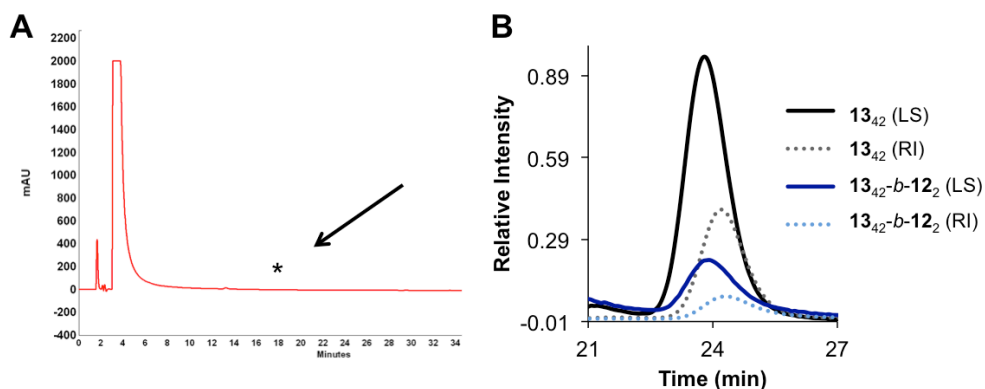 A
mAU
2200
2000
1800
1600
1400
1200
1000
800
600
400
200
0
-200
-400
*
0 2 4 6 8 10 12 14 16 18 20 22 24 26 28 30 32 34
Minutes
B
Relative Intensity
0.89
0.59
0.29
-0.01
21 24 27
Time (min)
13₄₂ (LS)
13₄₂ (RI)
13₄₂-b-12₂ (LS)
13₄₂-b-12₂ (RI)